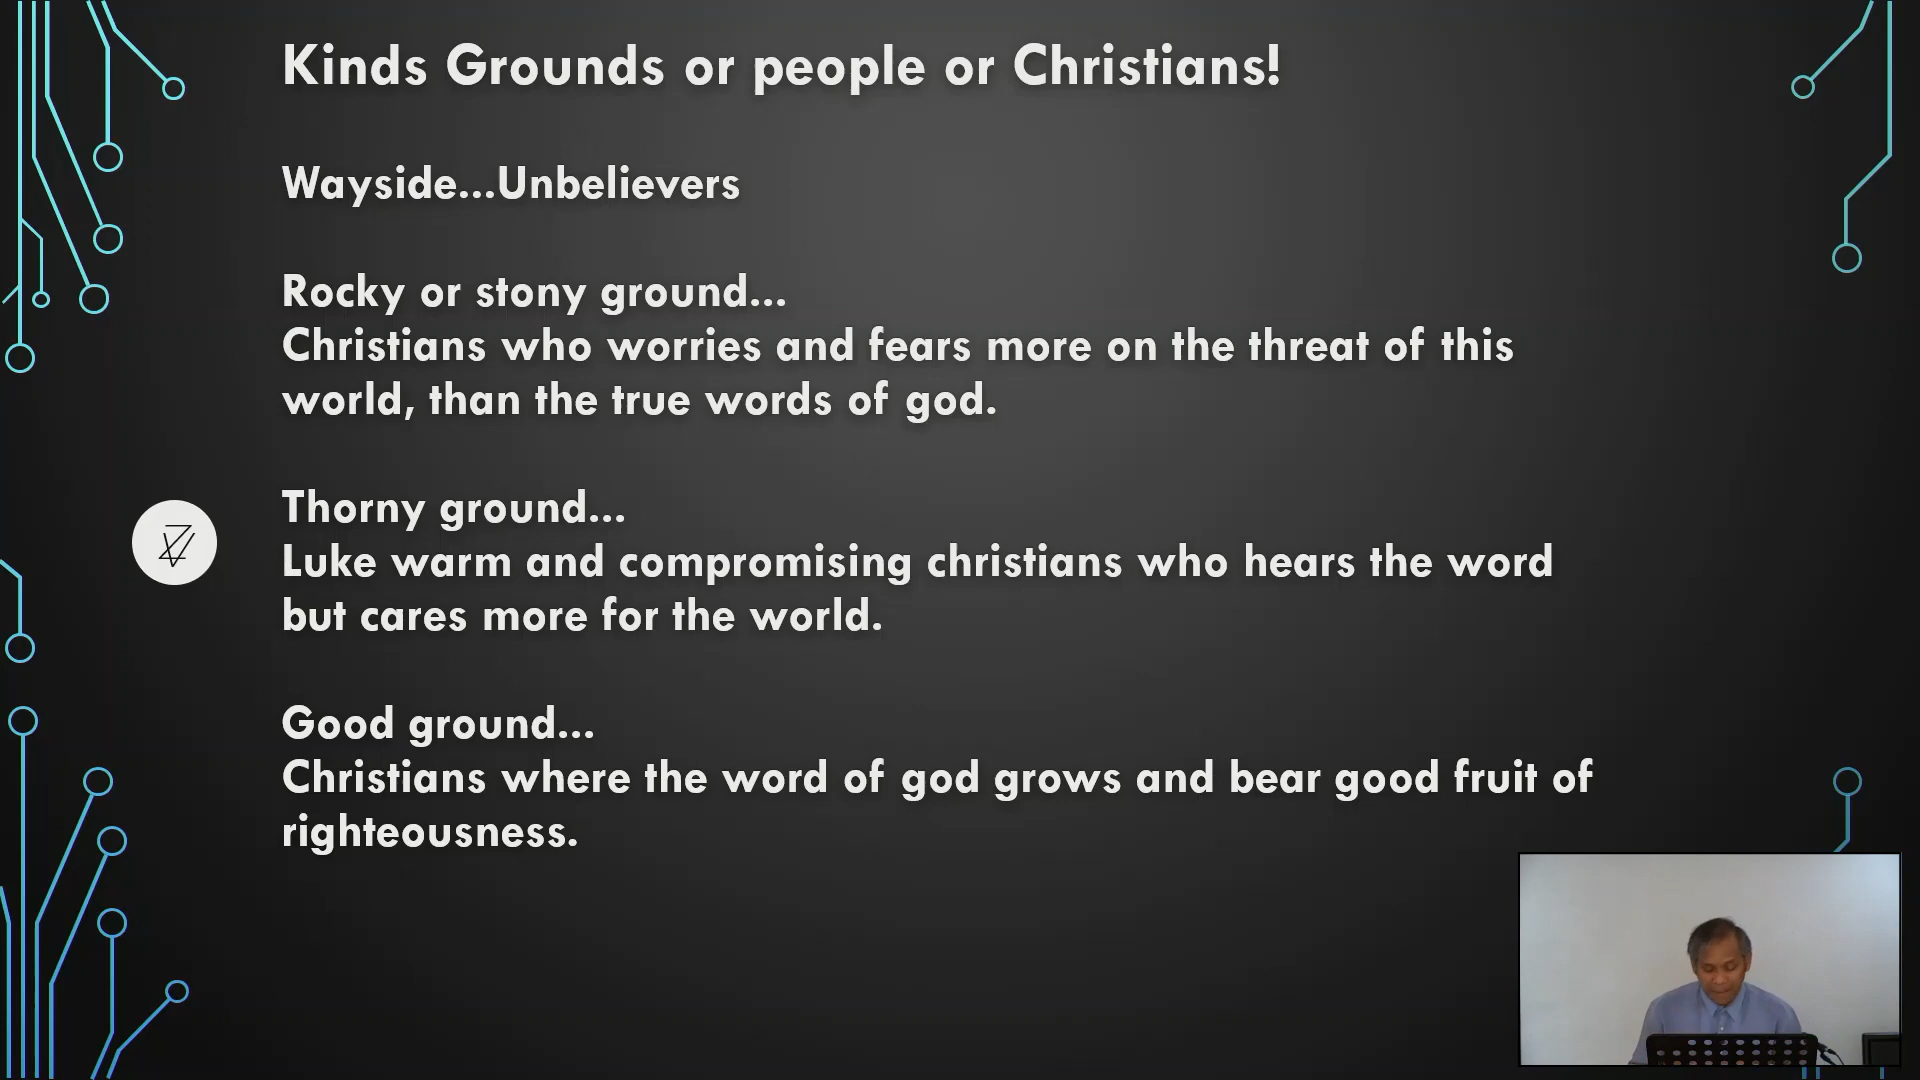 Kinds Grounds or people or Christians!
Wayside...Unbelievers
Rocky or stony ground...
Christians who worries and fears more on the threat of this
world, than the true words of god.
Thorny ground...
Luke warm and compromising christians who hears the word
but cares more for the world.
Good ground...
Christians where the word of god grows and bear good fruit of
righteousness.